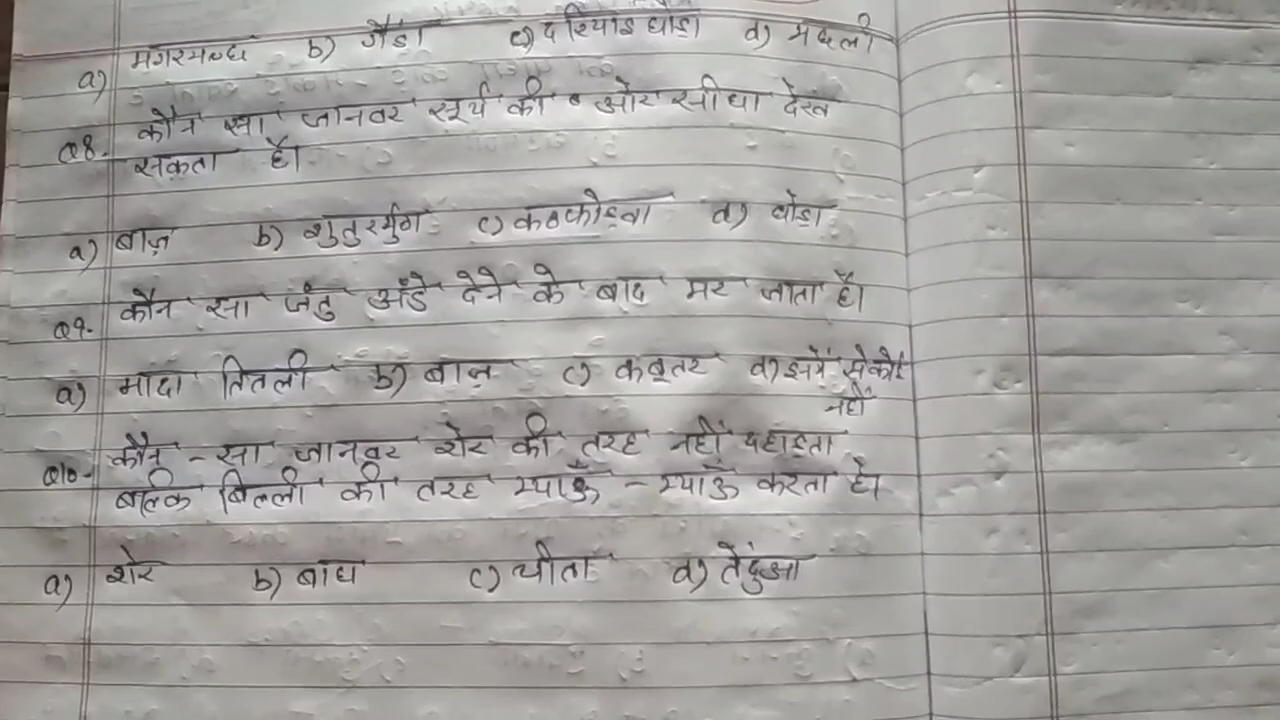 a) मगरमच्छ b) गैंडा c) दरियाइ घोड़ा d) मछली
Q8. कौन सा जानवर सूर्य की ओर सीधा देख
सकता है।
a) बाज़ b) शुतुरर्मुग c) कठफोड़वा d) घोड़ा
Q9. कौन सा जंतु अंडे देने के बाद मर जाता है।
a) मादा तितली b) बाज़ c) कबूतर d) इनमें से कोई
नहीं
Q10. कौन - सा जानवर शेर की तरह नहीं दहाड़ता
बल्कि बिल्ली की तरह म्याऊँ - म्याऊँ करता है।
a) शेर b) बाघ c) चीता d) तेंदुआ